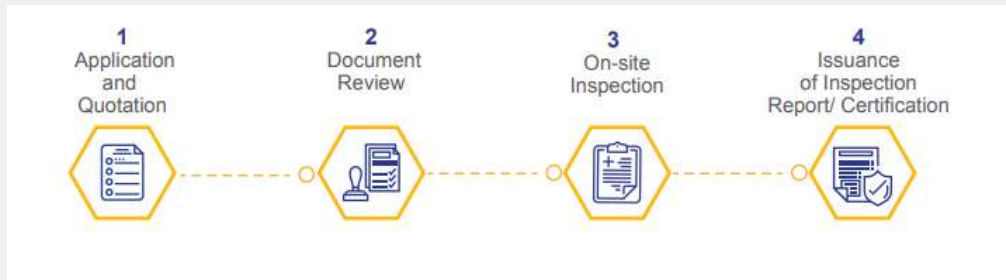 1
Application
and
Quotation
2
Document
Review
3
On-site
Inspection
4
Issuance
of Inspection
Report/ Certification